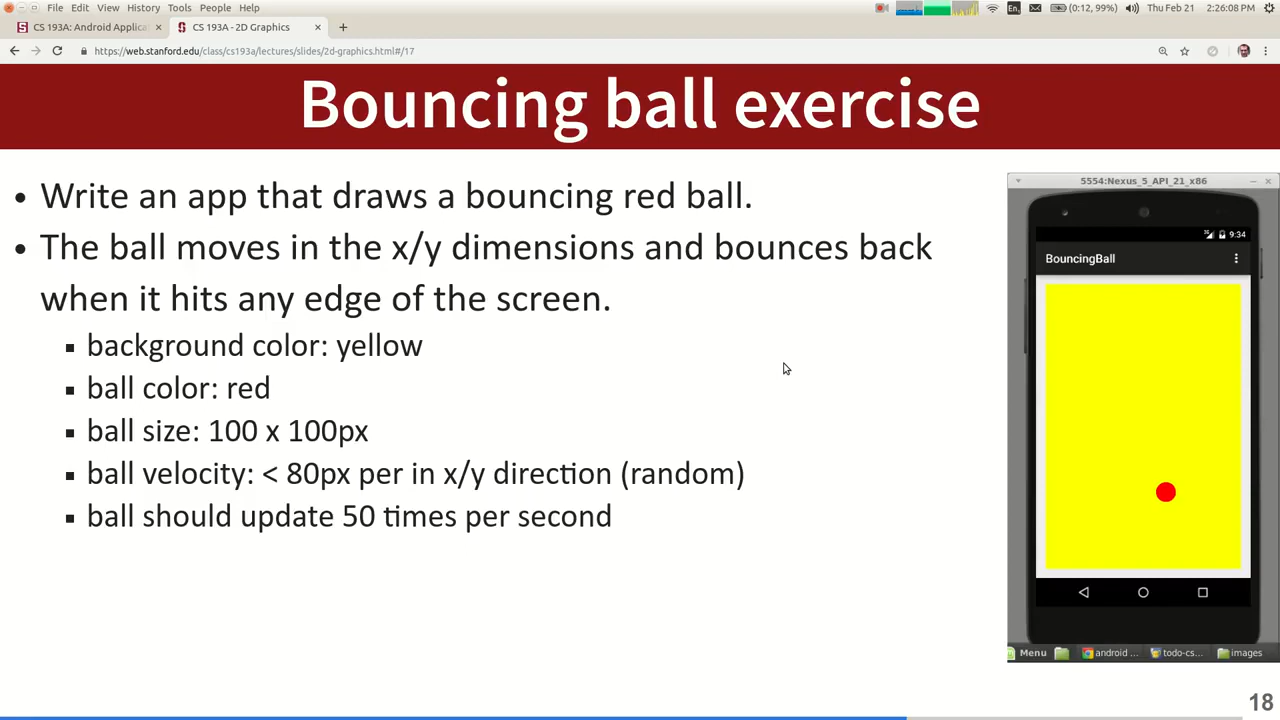 File Edit View History Bookmarks Tools People Help
En (0:12, 99%) Thu Feb 21 2:26:08 PM
CS 193A: Android Applica CS 193A - 2D Graphics
https://web.stanford.edu/class/cs193a/lectures/slides/2d-graphics.html#/17
Bouncing ball exercise
• Write an app that draws a bouncing red ball.
• The ball moves in the x/y dimensions and bounces back
when it hits any edge of the screen.
▪ background color: yellow
▪ ball color: red
▪ ball size: 100 x 100px
▪ ball velocity: < 80px per in x/y direction (random)
▪ ball should update 50 times per second
5554:Nexus_5_API_21_x86
3G 9:34
BouncingBall
Menu android ... todo-cs... images
18